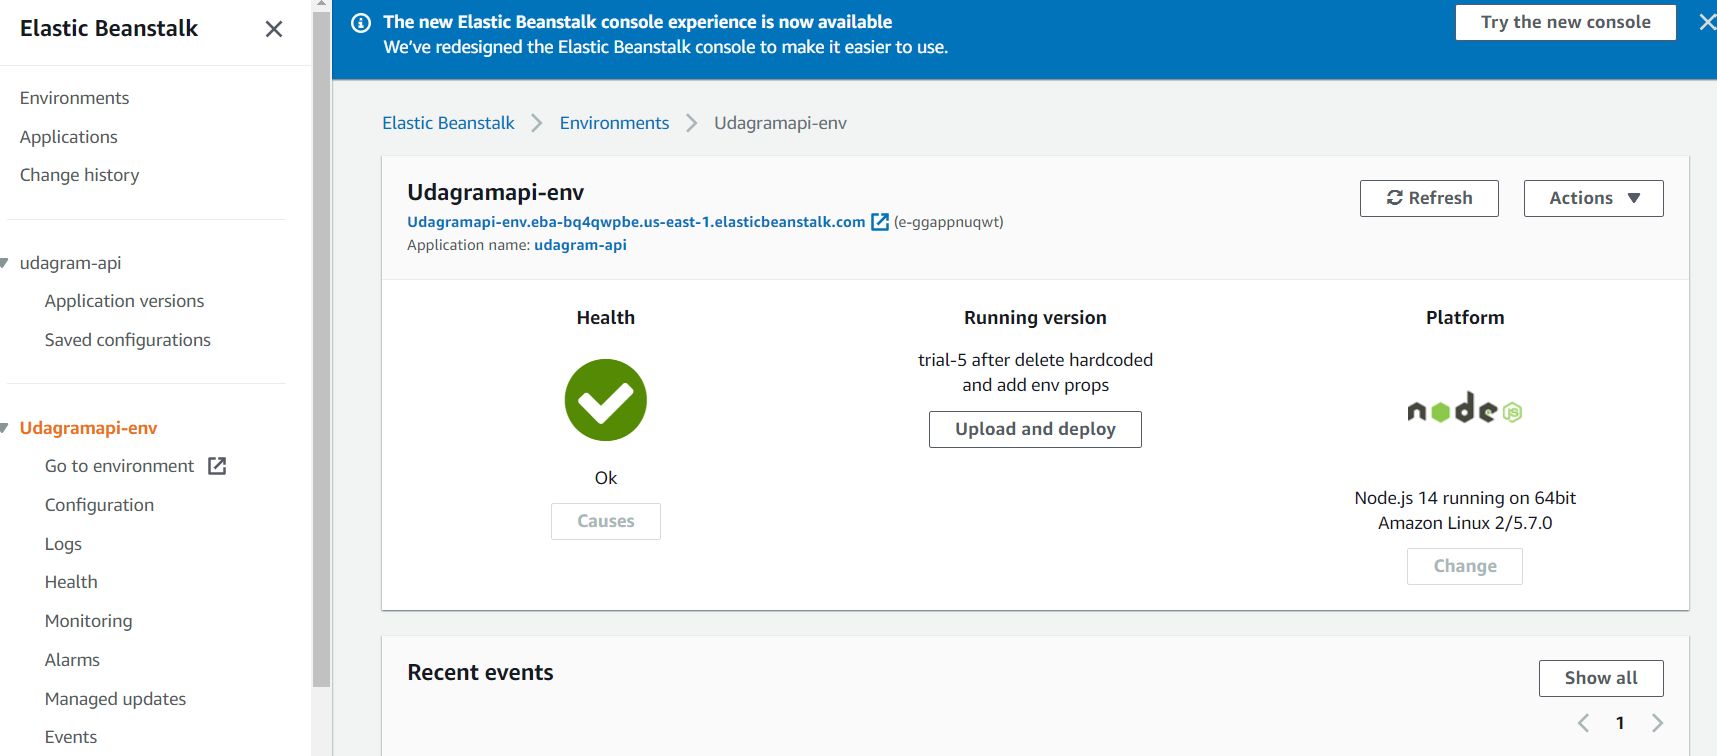 Elastic Beanstalk
Environments
Applications
Change history
udagram-api
Application versions
Saved configurations
Udagramapi-env
Go to environment
Configuration
Logs
Health
Monitoring
Alarms
Managed updates
Events
The new Elastic Beanstalk console experience is now available
We've redesigned the Elastic Beanstalk console to make it easier to use.
Try the new console
Elastic Beanstalk > Environments > Udagramapi-env
Udagramapi-env
Udagramapi-env.eba-bq4qwpbe.us-east-1.elasticbeanstalk.com (e-ggappnuqwt)
Application name: udagram-api
Refresh
Actions
Health
Ok
Causes
Running version
trial-5 after delete hardcoded
and add env props
Upload and deploy
Platform
node JS
Node.js 14 running on 64bit
Amazon Linux 2/5.7.0
Change
Recent events
Show all
1